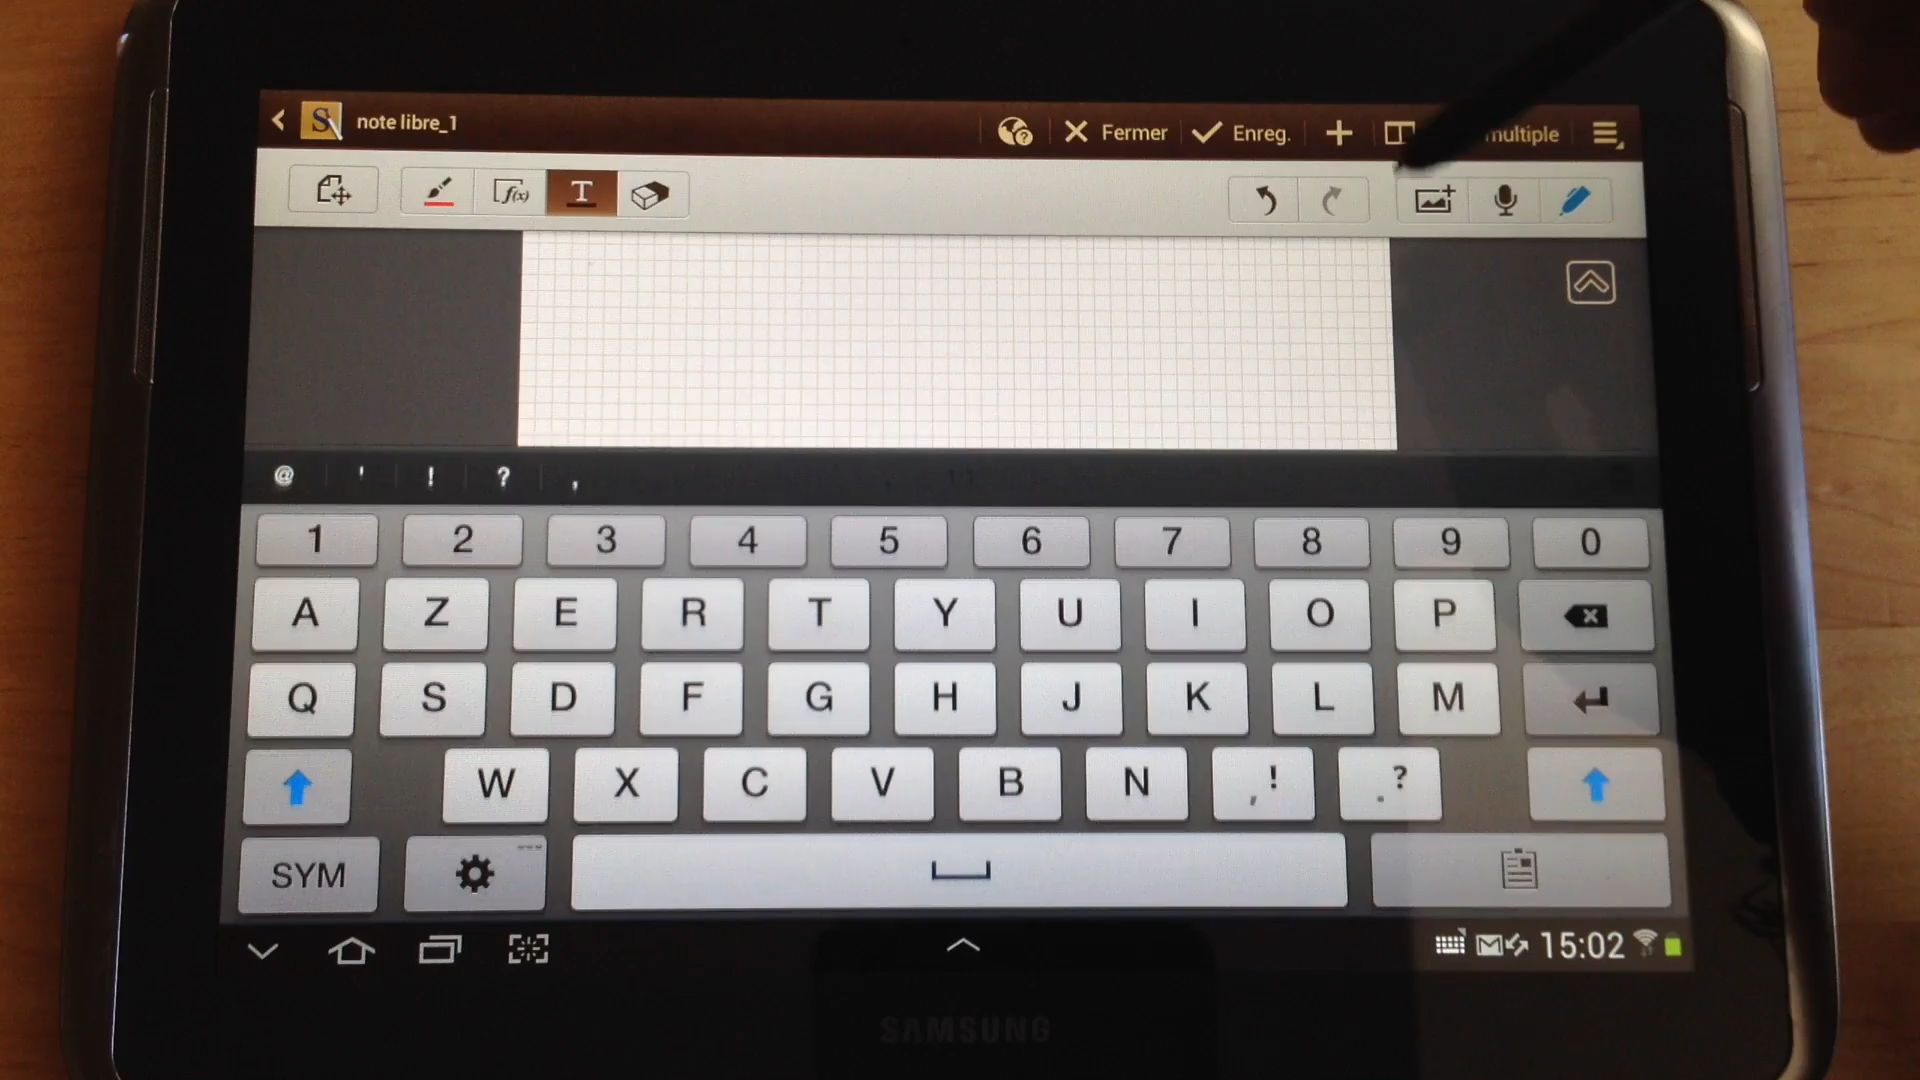 S note libre_1 Fermer Enreg. multiple
f(x) T
@ ' ! ? ,
1 2 3 4 5 6 7 8 9 0
A Z E R T Y U I O P
Q S D F G H J K L M
W X C V B N , ! . ?
SYM
15:02
SAMSUNG